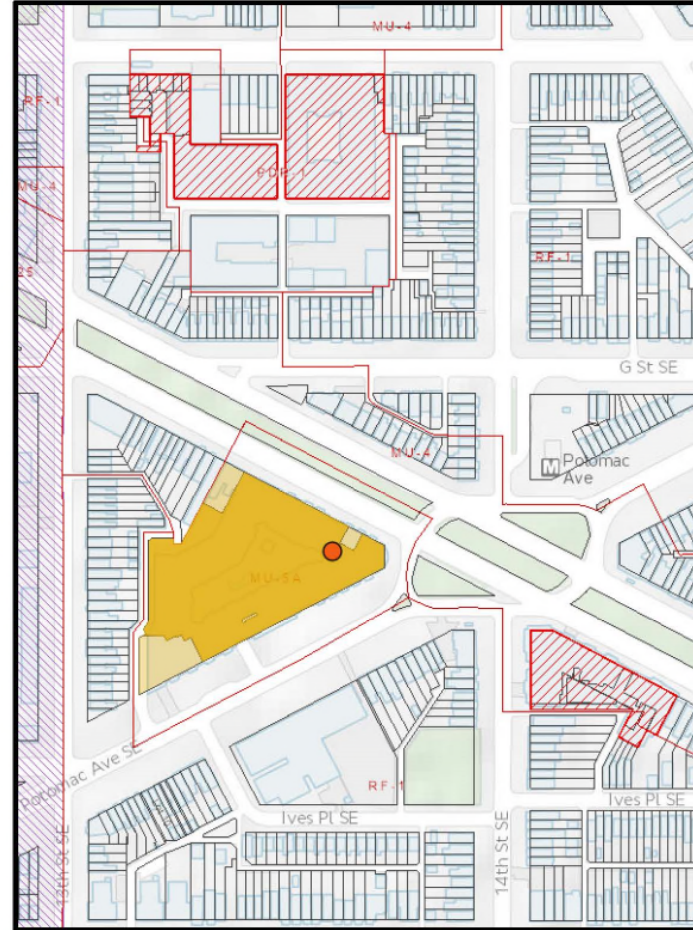 MU-4
RF-1
PDR-1
MU-4
RF-1
25
G St SE
MU-4
M Potomac
Ave
MU-5A
Potomac Ave SE
RF-1
Ives Pl SE
Ives Pl SE
13th St SE
14th St SE